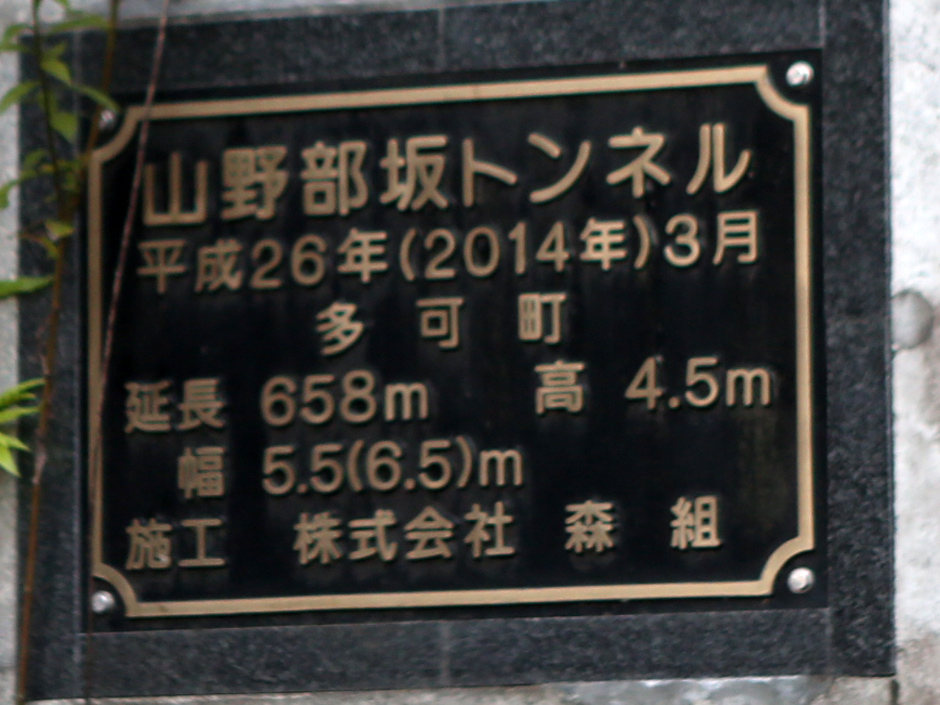 山野部坂トンネル
平成26年(2014年)3月
多可町
延長 658m 高 4.5m
幅 5.5(6.5)m
施工 株式会社 森組